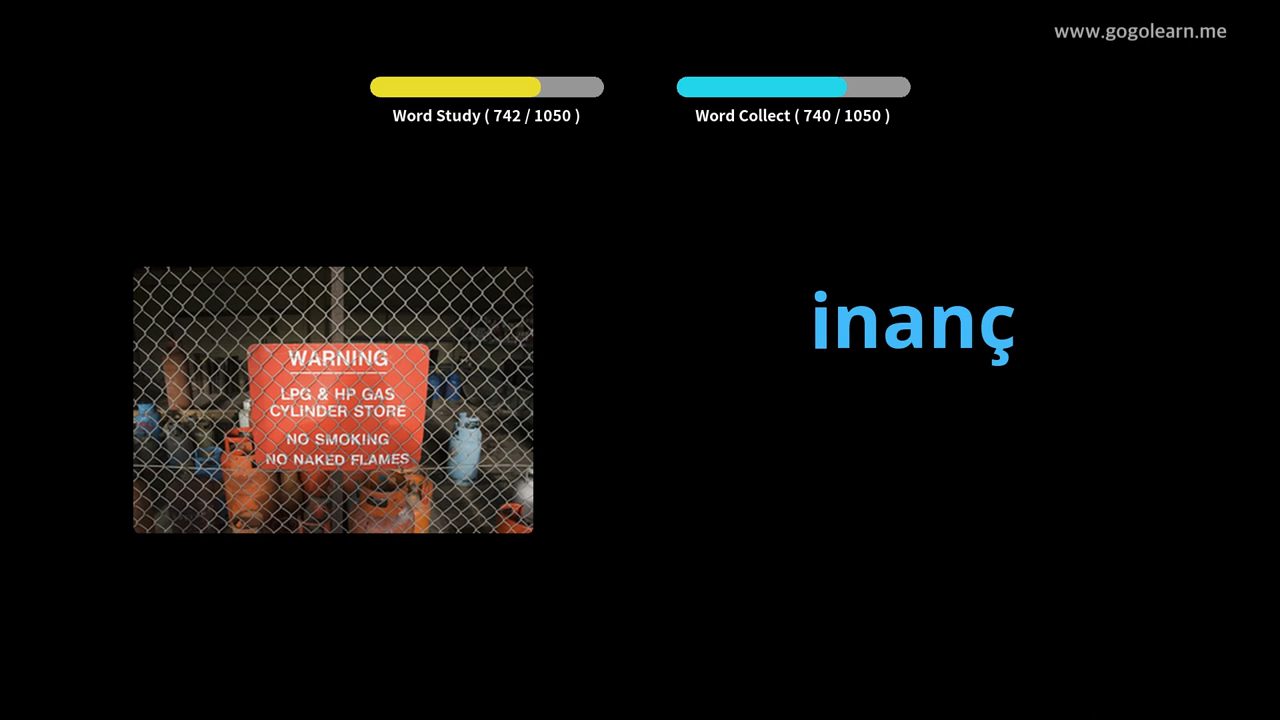 www.gogolearn.me
Word Study ( 742 / 1050 )
Word Collect ( 740 / 1050 )
inanç
WARNING
LPG & HP GAS
CYLINDER STORE
NO SMOKING
NO NAKED FLAMES